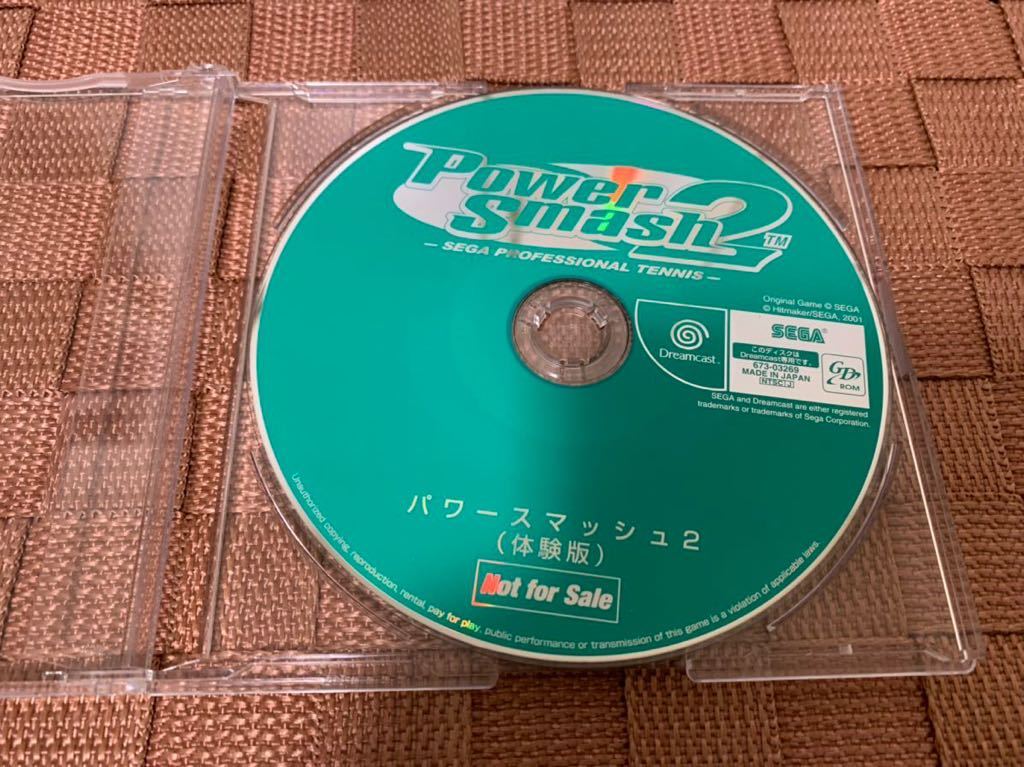 Power
Smash 2 TM
— SEGA PROFESSIONAL TENNIS —
Original Game © SEGA
© Hitmaker/SEGA, 2001
Dreamcast.
SEGA®
このディスクは
Dreamcast専用です。
673-03269
MADE IN JAPAN
NTSC J
GD
ROM
SEGA and Dreamcast are either registered
trademarks or trademarks of Sega Corporation.
パワースマッシュ2
(体験版)
Not for Sale
Unauthorized copying, reproduction, rental, pay for play, public performance or transmission of this game is a violation of applicable laws.